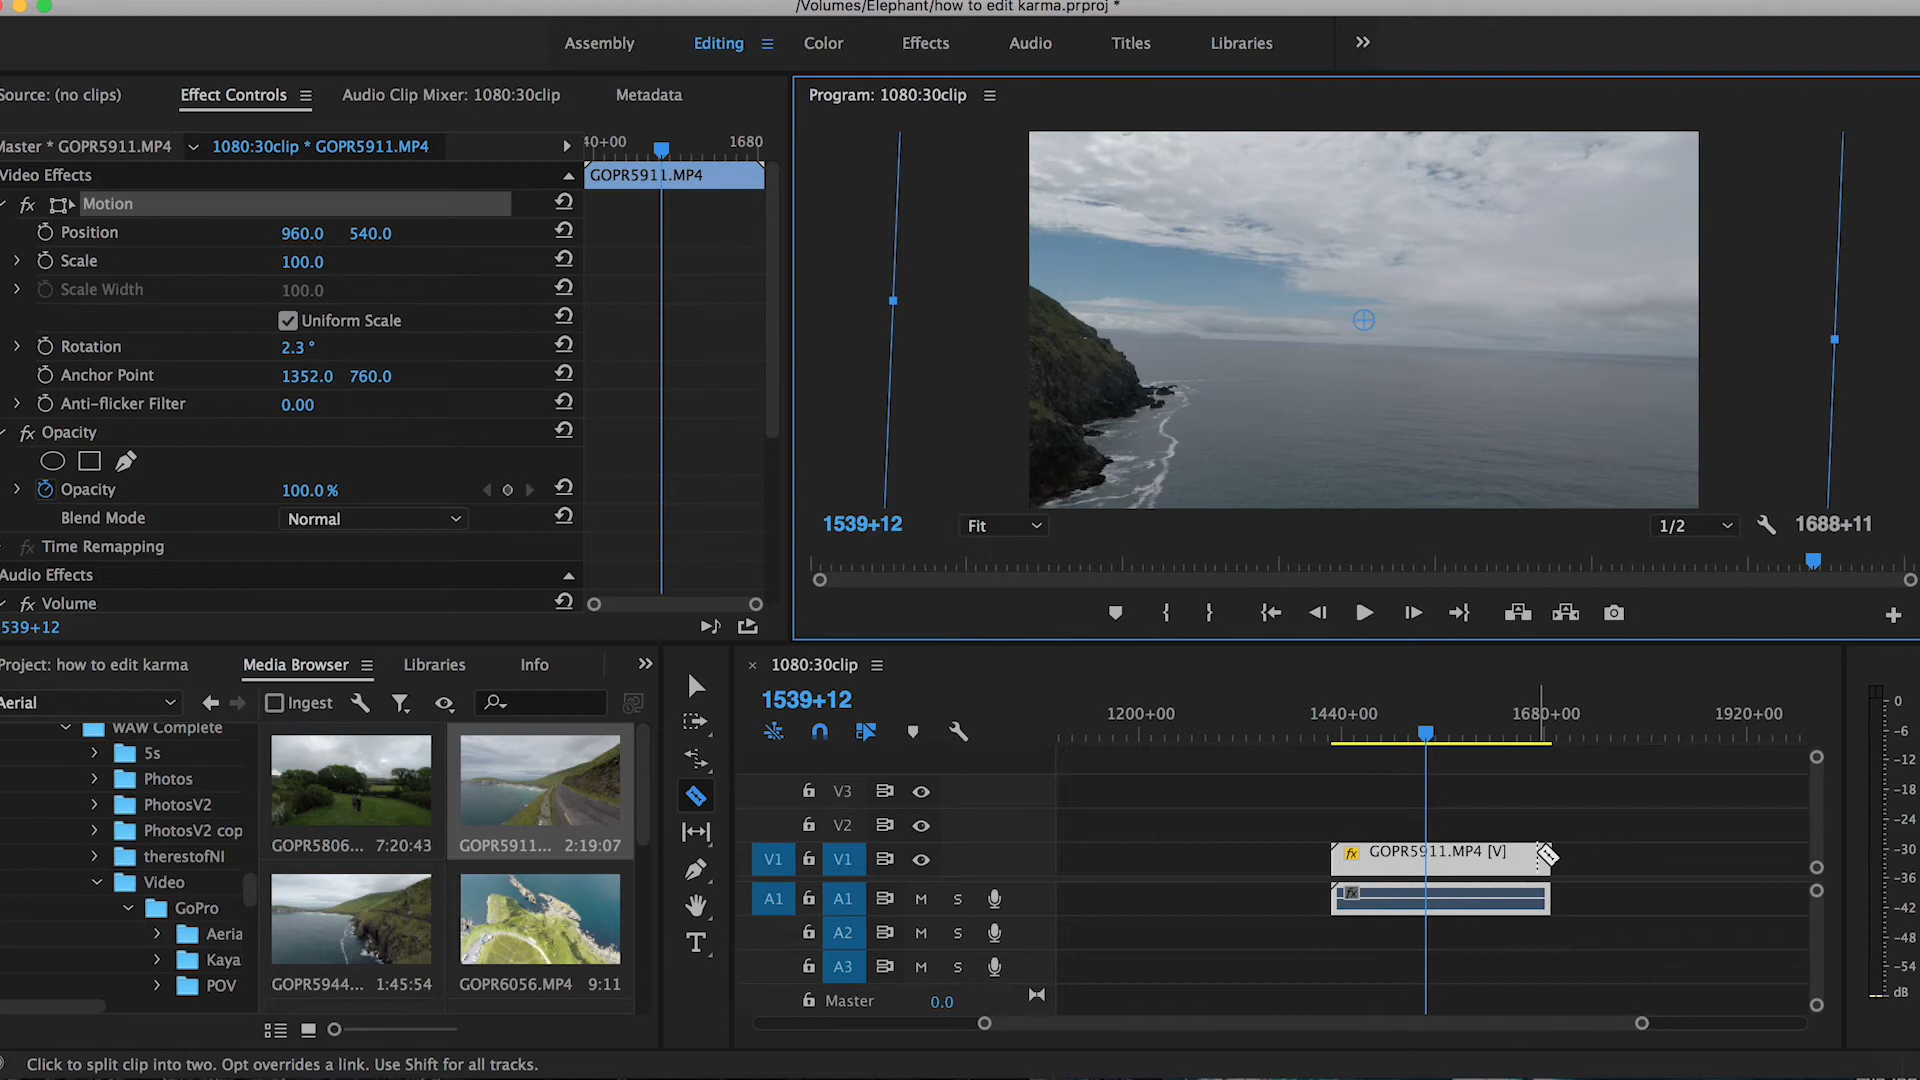 /Volumes/Elephant/how to edit karma.prproj *
Assembly Editing Color Effects Audio Titles Libraries
Source: (no clips) Effect Controls Audio Clip Mixer: 1080:30clip Metadata
Program: 1080:30clip
Master * GOPR5911.MP4 1080:30clip * GOPR5911.MP4
40+00 1680
Video Effects
GOPR5911.MP4
fx Motion
Position 960.0 540.0
Scale 100.0
Scale Width 100.0
Uniform Scale
Rotation 2.3 °
Anchor Point 1352.0 760.0
Anti-flicker Filter 0.00
fx Opacity
Opacity 100.0 %
Blend Mode Normal
fx Time Remapping
Audio Effects
fx Volume
539+12
1539+12 Fit 1/2 1688+11
Project: how to edit karma Media Browser Libraries Info
Aerial Ingest
WAW Complete
5s
Photos
PhotosV2
PhotosV2 cop
therestofNI
Video
GoPro
Aeria
Kaya
POV
GOPR5806... 7:20:43
GOPR5911... 2:19:07
GOPR5944... 1:45:54
GOPR6056.MP4 9:11
T
× 1080:30clip
1539+12
1200+00 1440+00 1680+00 1920+00
V3
V2
V1 V1 fx GOPR5911.MP4 [V]
A1 A1 M S fx
A2 M S
A3 M S
Master 0.0
0
-6
-12
-18
-24
-30
-36
-42
-48
-54
dB
Click to split clip into two. Opt overrides a link. Use Shift for all tracks.